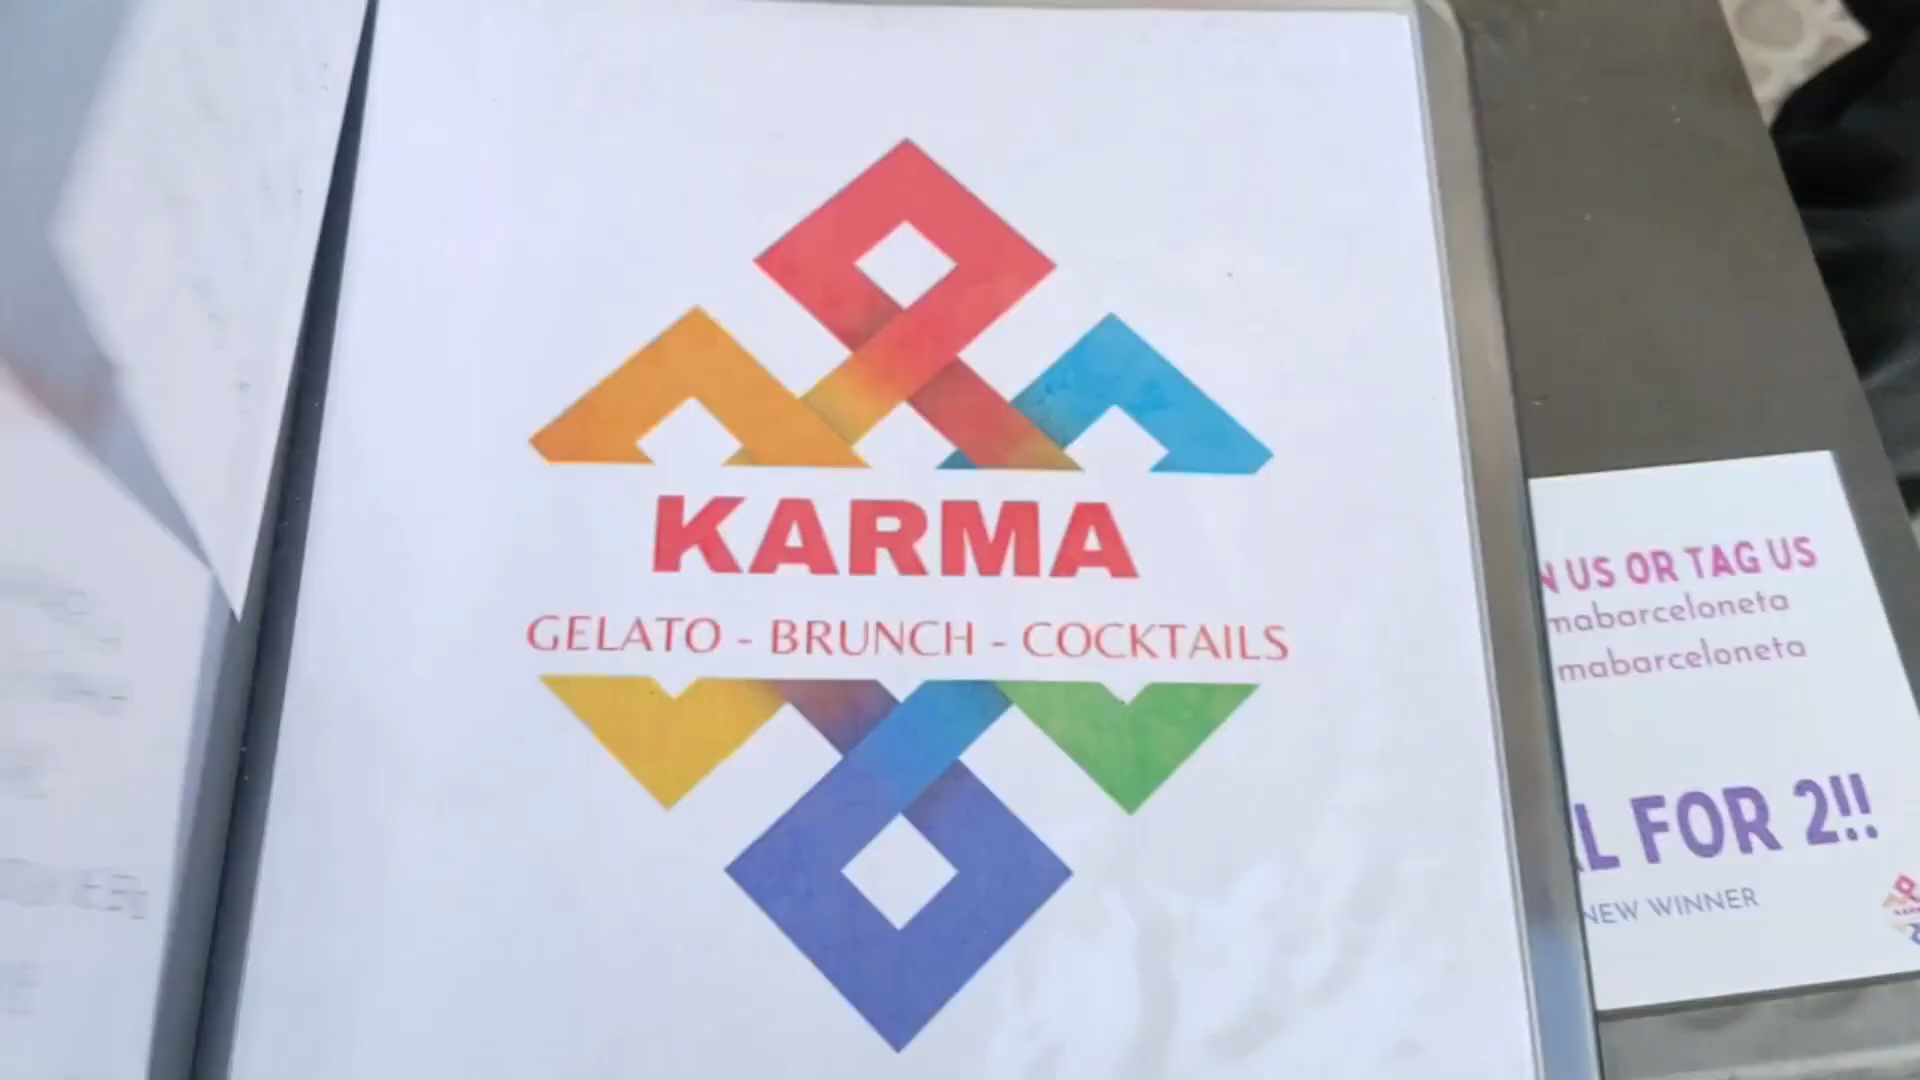 KARMA
GELATO - BRUNCH - COCKTAILS
US OR TAG US
mabarceloneta
mabarceloneta
FOR 2!!
NEW WINNER